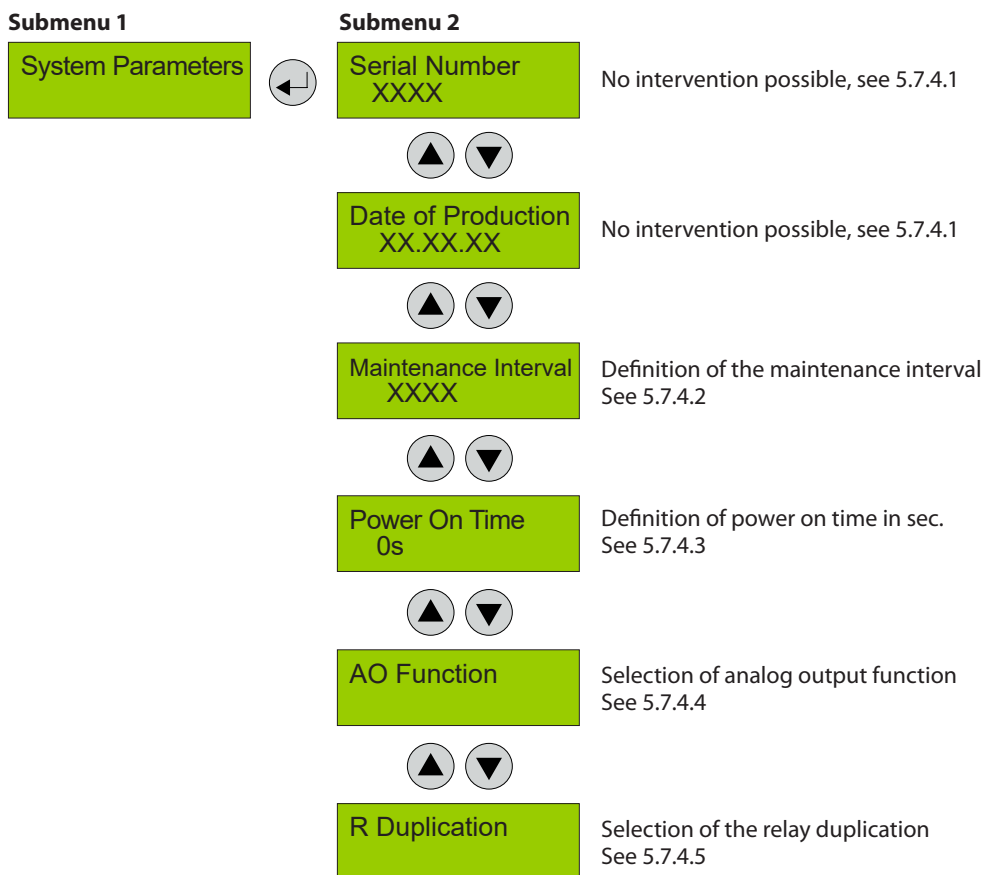 Submenu 1
Submenu 2
System Parameters
Serial Number
XXXX
No intervention possible, see 5.7.4.1
Date of Production
XX.XX.XX
No intervention possible, see 5.7.4.1
Maintenance Interval
XXXX
Definition of the maintenance interval
See 5.7.4.2
Power On Time
0s
Definition of power on time in sec.
See 5.7.4.3
AO Function
Selection of analog output function
See 5.7.4.4
R Duplication
Selection of the relay duplication
See 5.7.4.5